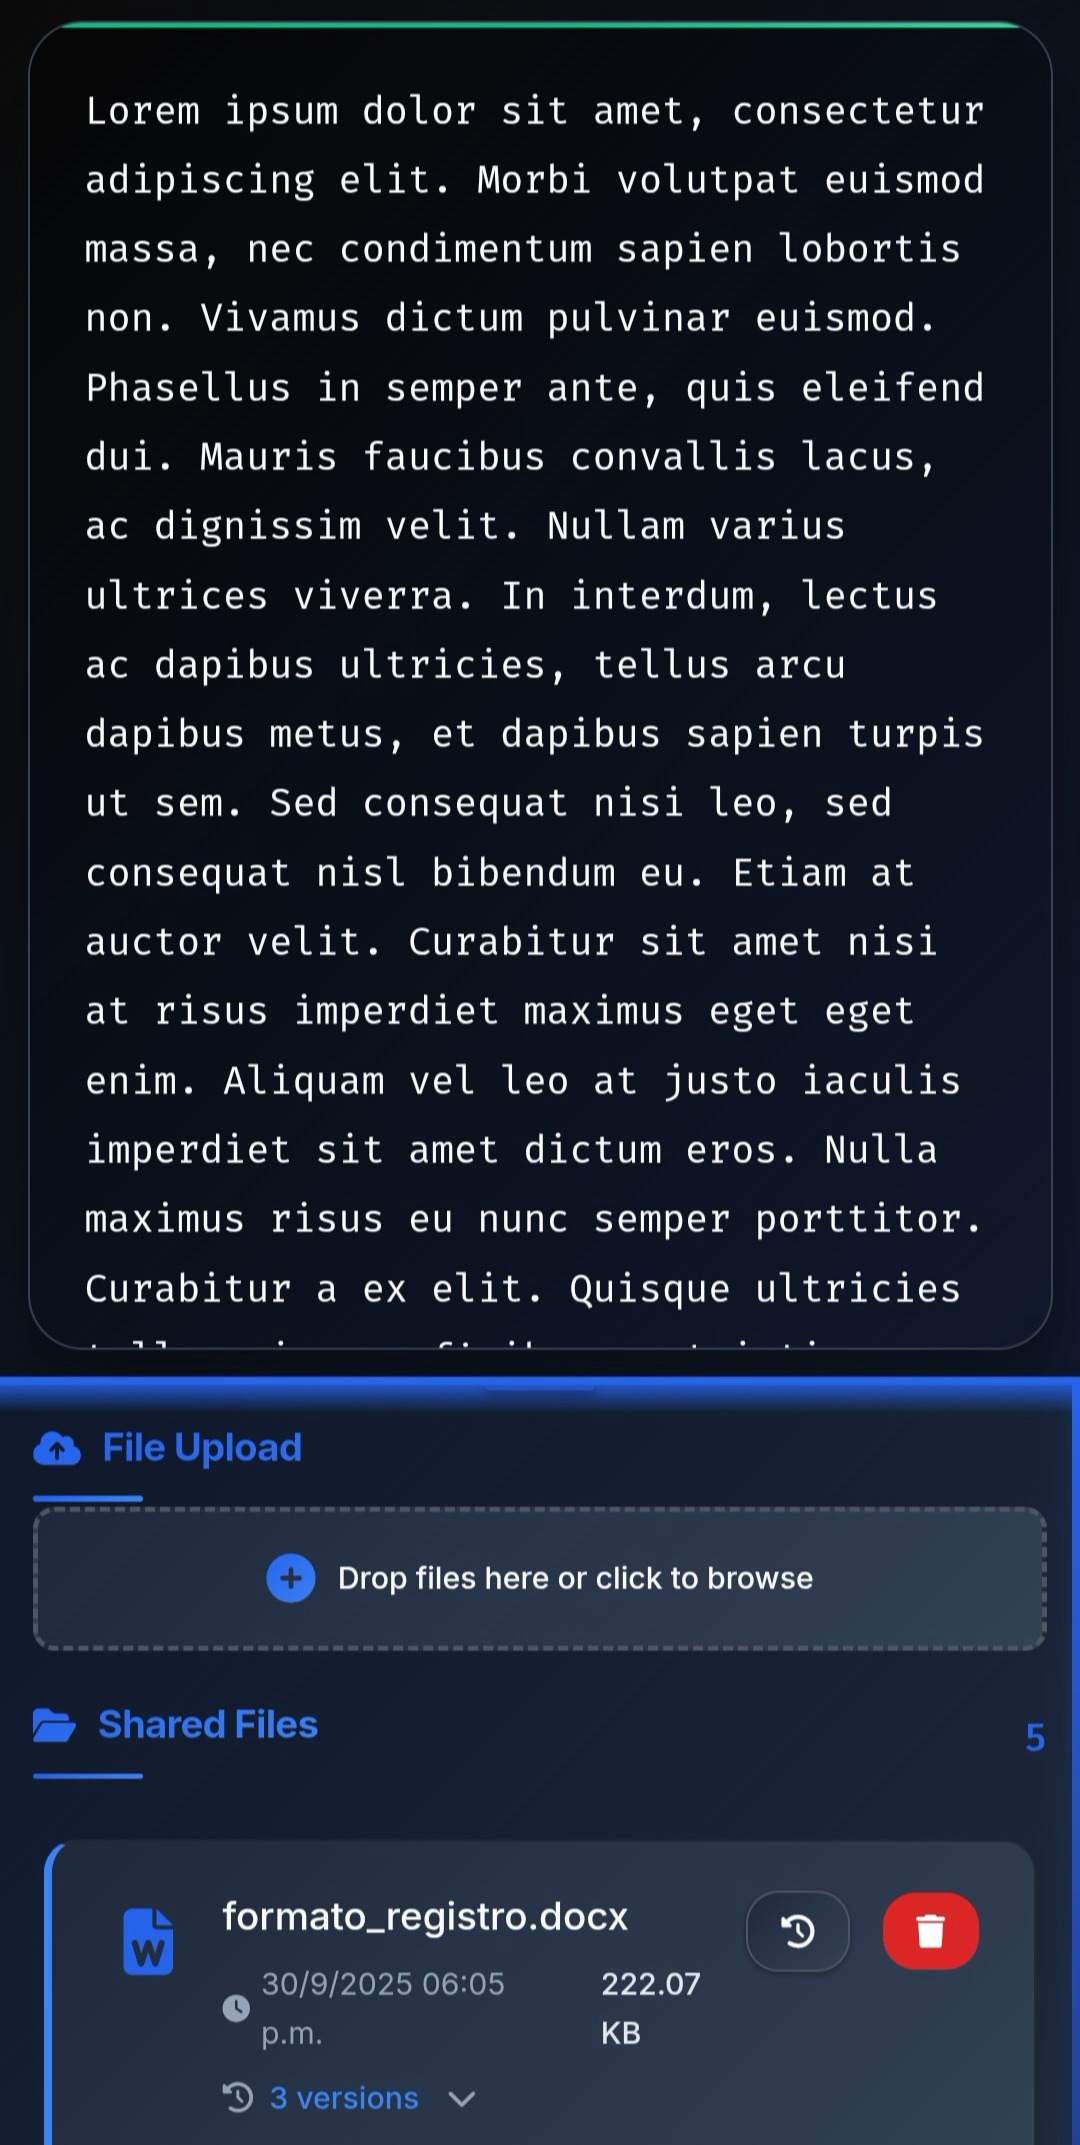 Lorem ipsum dolor sit amet, consectetur
adipiscing elit. Morbi volutpat euismod
massa, nec condimentum sapien lobortis
non. Vivamus dictum pulvinar euismod.
Phasellus in semper ante, quis eleifend
dui. Mauris faucibus convallis lacus,
ac dignissim velit. Nullam varius
ultrices viverra. In interdum, lectus
ac dapibus ultricies, tellus arcu
dapibus metus, et dapibus sapien turpis
ut sem. Sed consequat nisi leo, sed
consequat nisl bibendum eu. Etiam at
auctor velit. Curabitur sit amet nisi
at risus imperdiet maximus eget eget
enim. Aliquam vel leo at justo iaculis
imperdiet sit amet dictum eros. Nulla
maximus risus eu nunc semper porttitor.
Curabitur a ex elit. Quisque ultricies
File Upload
Drop files here or click to browse
Shared Files
5
W
formato_registro.docx
30/9/2025 06:05
p.m.
222.07
KB
3 versions